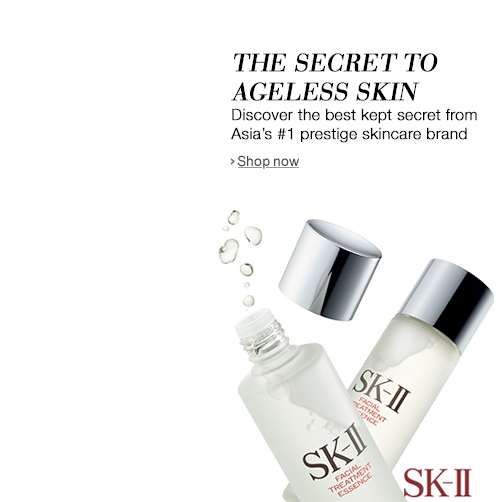 THE SECRET TO
AGELESS SKIN
Discover the best kept secret from
Asia's #1 prestige skincare brand
› Shop now
SK-II
FACIAL
TREATMENT
ESSENCE
SK-II
FACIAL
TREATMENT
ESSENCE
SK-II